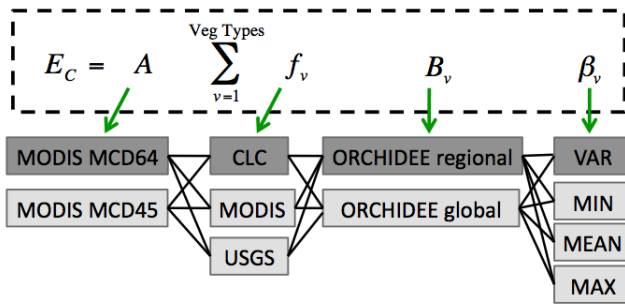 Veg Types
E_C = A ∑ f_v B_v β_v
v=1
MODIS MCD64 CLC ORCHIDEE regional VAR
MODIS MCD45 MODIS ORCHIDEE global MIN
USGS MEAN
MAX